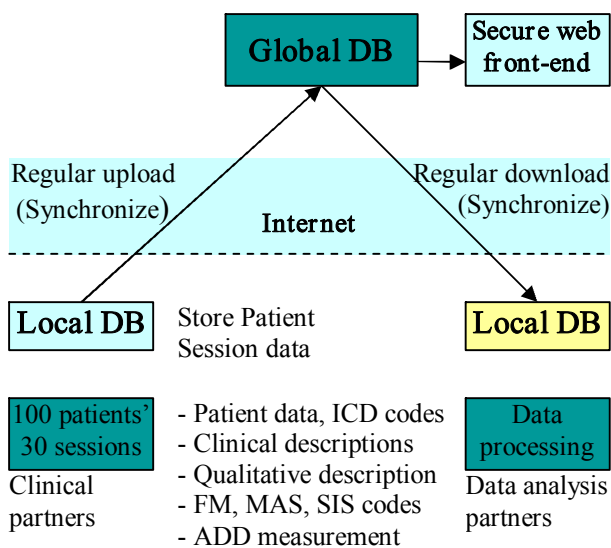 Global DB
Secure web
front-end
Regular upload
(Synchronize)
Regular download
(Synchronize)
Internet
Local DB
Store Patient
Session data
Local DB
100 patients’
30 sessions
Clinical
partners
- Patient data, ICD codes
- Clinical descriptions
- Qualitative description
- FM, MAS, SIS codes
- ADD measurement
Data
processing
Data analysis
partners